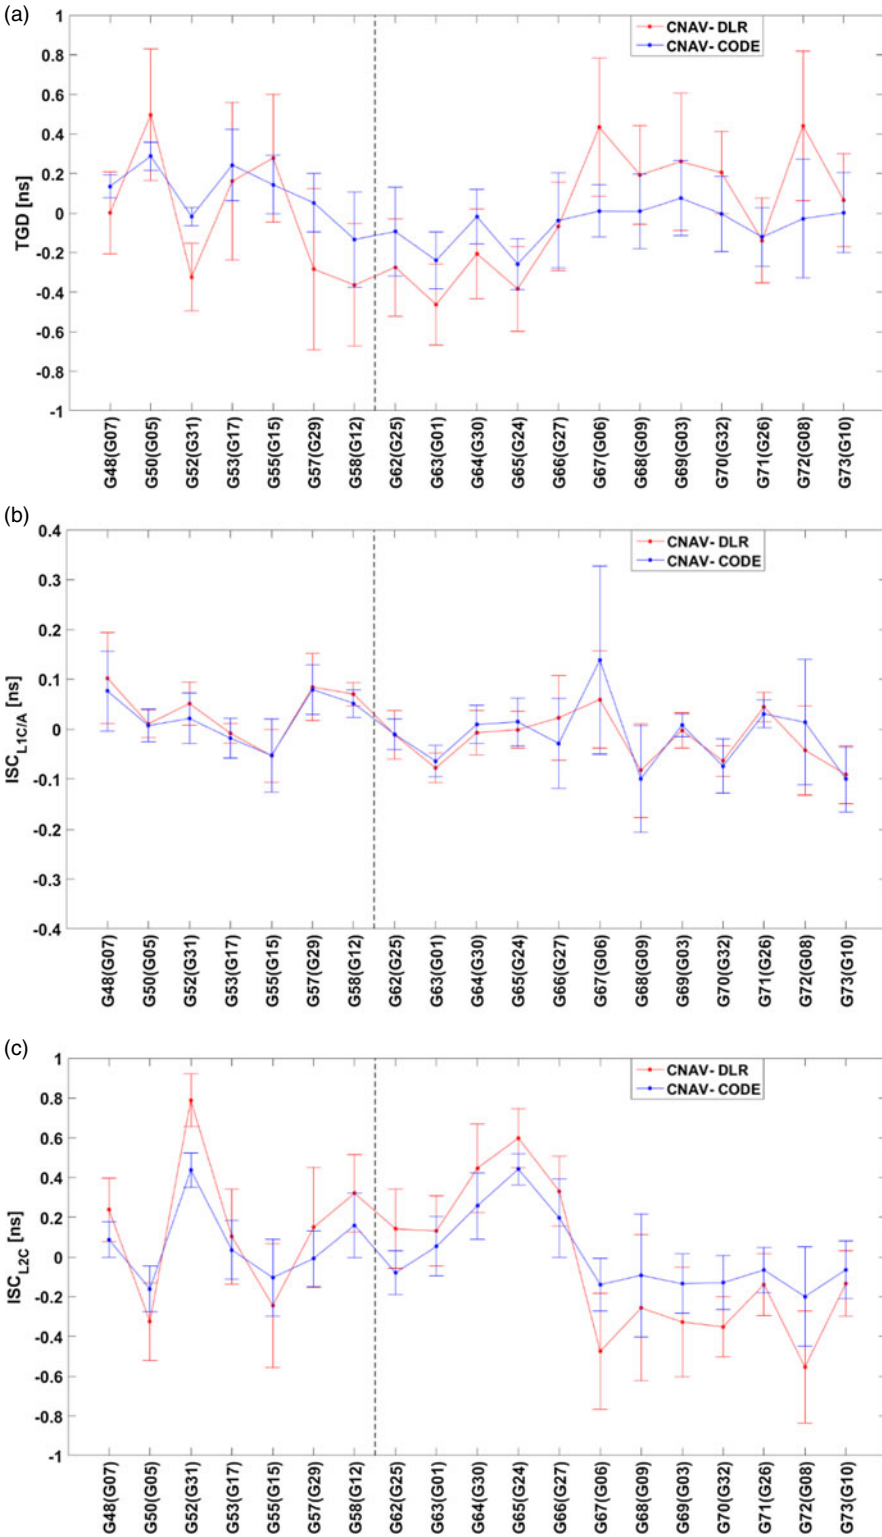 (a)
1
0.8
0.6
0.4
0.2
0
-0.2
-0.4
-0.6
-0.8
-1
TGD [ns]
CNAV- DLR
CNAV- CODE
G48(G07)
G50(G05)
G52(G31)
G53(G17)
G55(G15)
G57(G29)
G58(G12)
G62(G25)
G63(G01)
G64(G30)
G65(G24)
G66(G27)
G67(G06)
G68(G09)
G69(G03)
G70(G32)
G71(G26)
G72(G08)
G73(G10)
(b)
0.4
0.3
0.2
0.1
0
-0.1
-0.2
-0.3
-0.4
ISC_L1C/A [ns]
CNAV- DLR
CNAV- CODE
G48(G07)
G50(G05)
G52(G31)
G53(G17)
G55(G15)
G57(G29)
G58(G12)
G62(G25)
G63(G01)
G64(G30)
G65(G24)
G66(G27)
G67(G06)
G68(G09)
G69(G03)
G70(G32)
G71(G26)
G72(G08)
G73(G10)
(c)
1
0.8
0.6
0.4
0.2
0
-0.2
-0.4
-0.6
-0.8
-1
ISC_L2C [ns]
CNAV- DLR
CNAV- CODE
G48(G07)
G50(G05)
G52(G31)
G53(G17)
G55(G15)
G57(G29)
G58(G12)
G62(G25)
G63(G01)
G64(G30)
G65(G24)
G66(G27)
G67(G06)
G68(G09)
G69(G03)
G70(G32)
G71(G26)
G72(G08)
G73(G10)